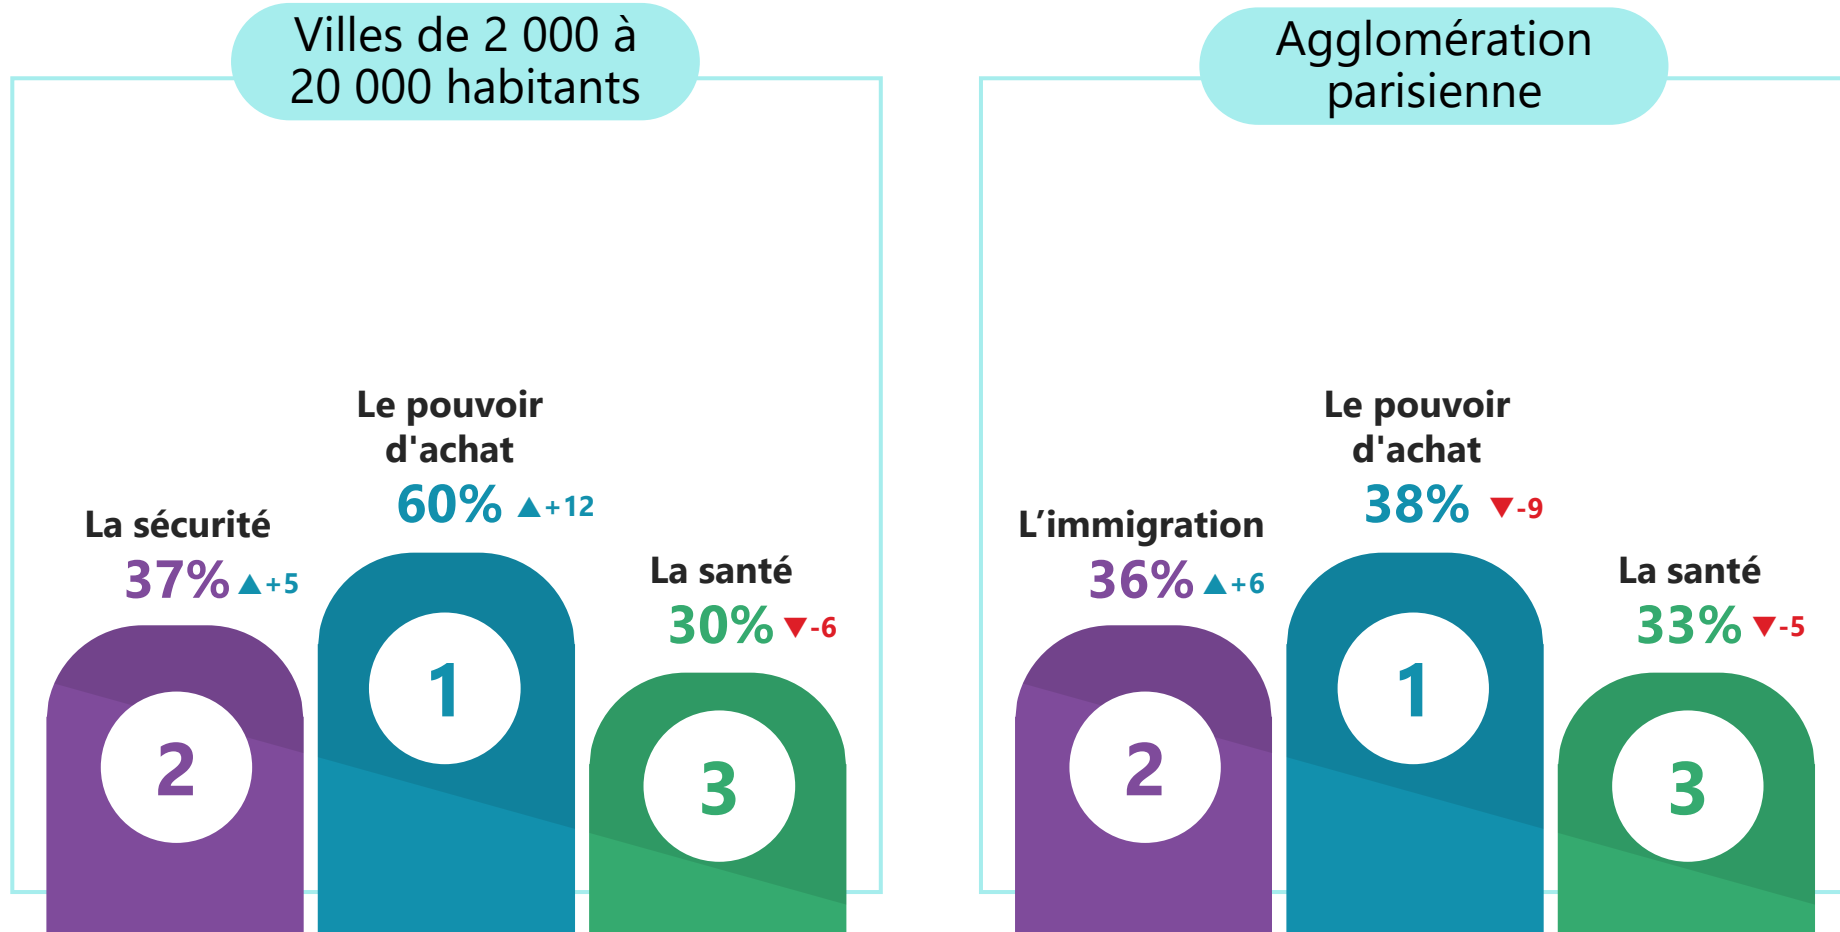 Villes de 2 000 à
20 000 habitants
Le pouvoir
d'achat
60% ▲+12
La sécurité
37% ▲+5
La santé
30% ▼-6
1
2
3
Agglomération
parisienne
Le pouvoir
d'achat
38% ▼-9
L’immigration
36% ▲+6
La santé
33% ▼-5
1
2
3